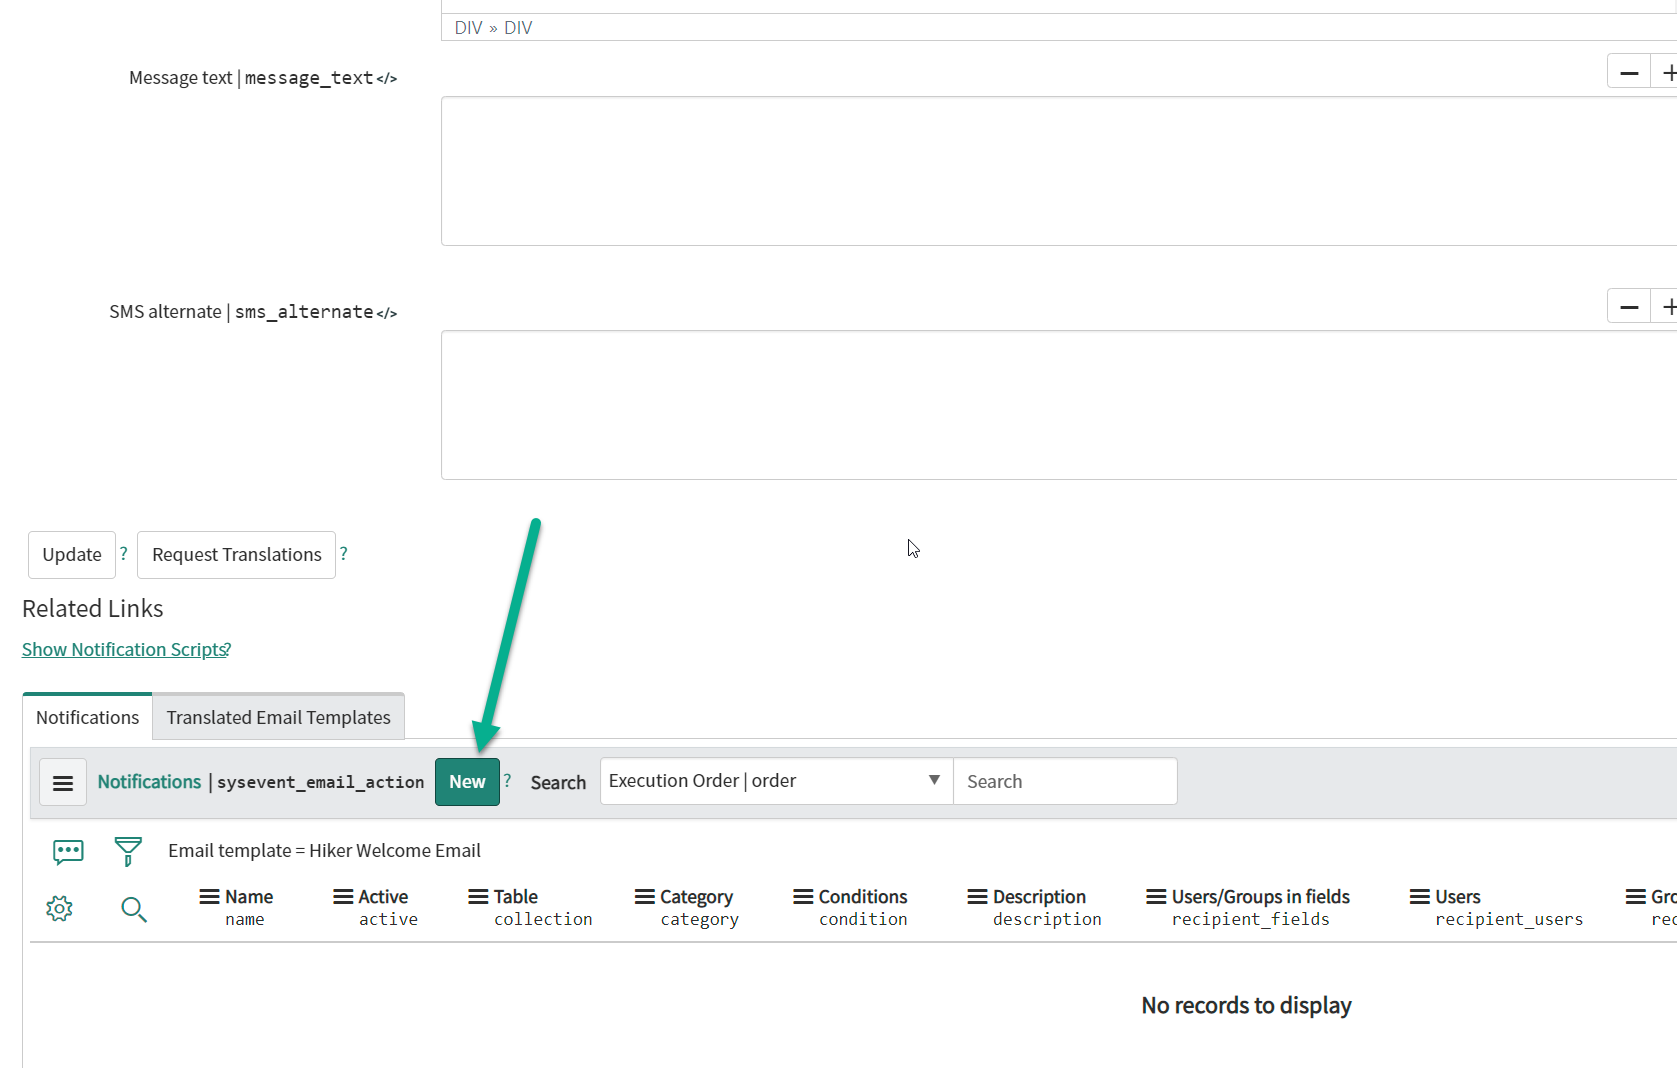 DIV » DIV
Message text | message_text </>
SMS alternate | sms_alternate </>
Update ? Request Translations ?
Related Links
Show Notification Scripts?
Notifications Translated Email Templates
Notifications | sysevent_email_action New ? Search Execution Order | order Search
Email template = Hiker Welcome Email
Name Active Table Category Conditions Description Users/Groups in fields Users Gro
name active collection category condition description recipient_fields recipient_users rec
No records to display